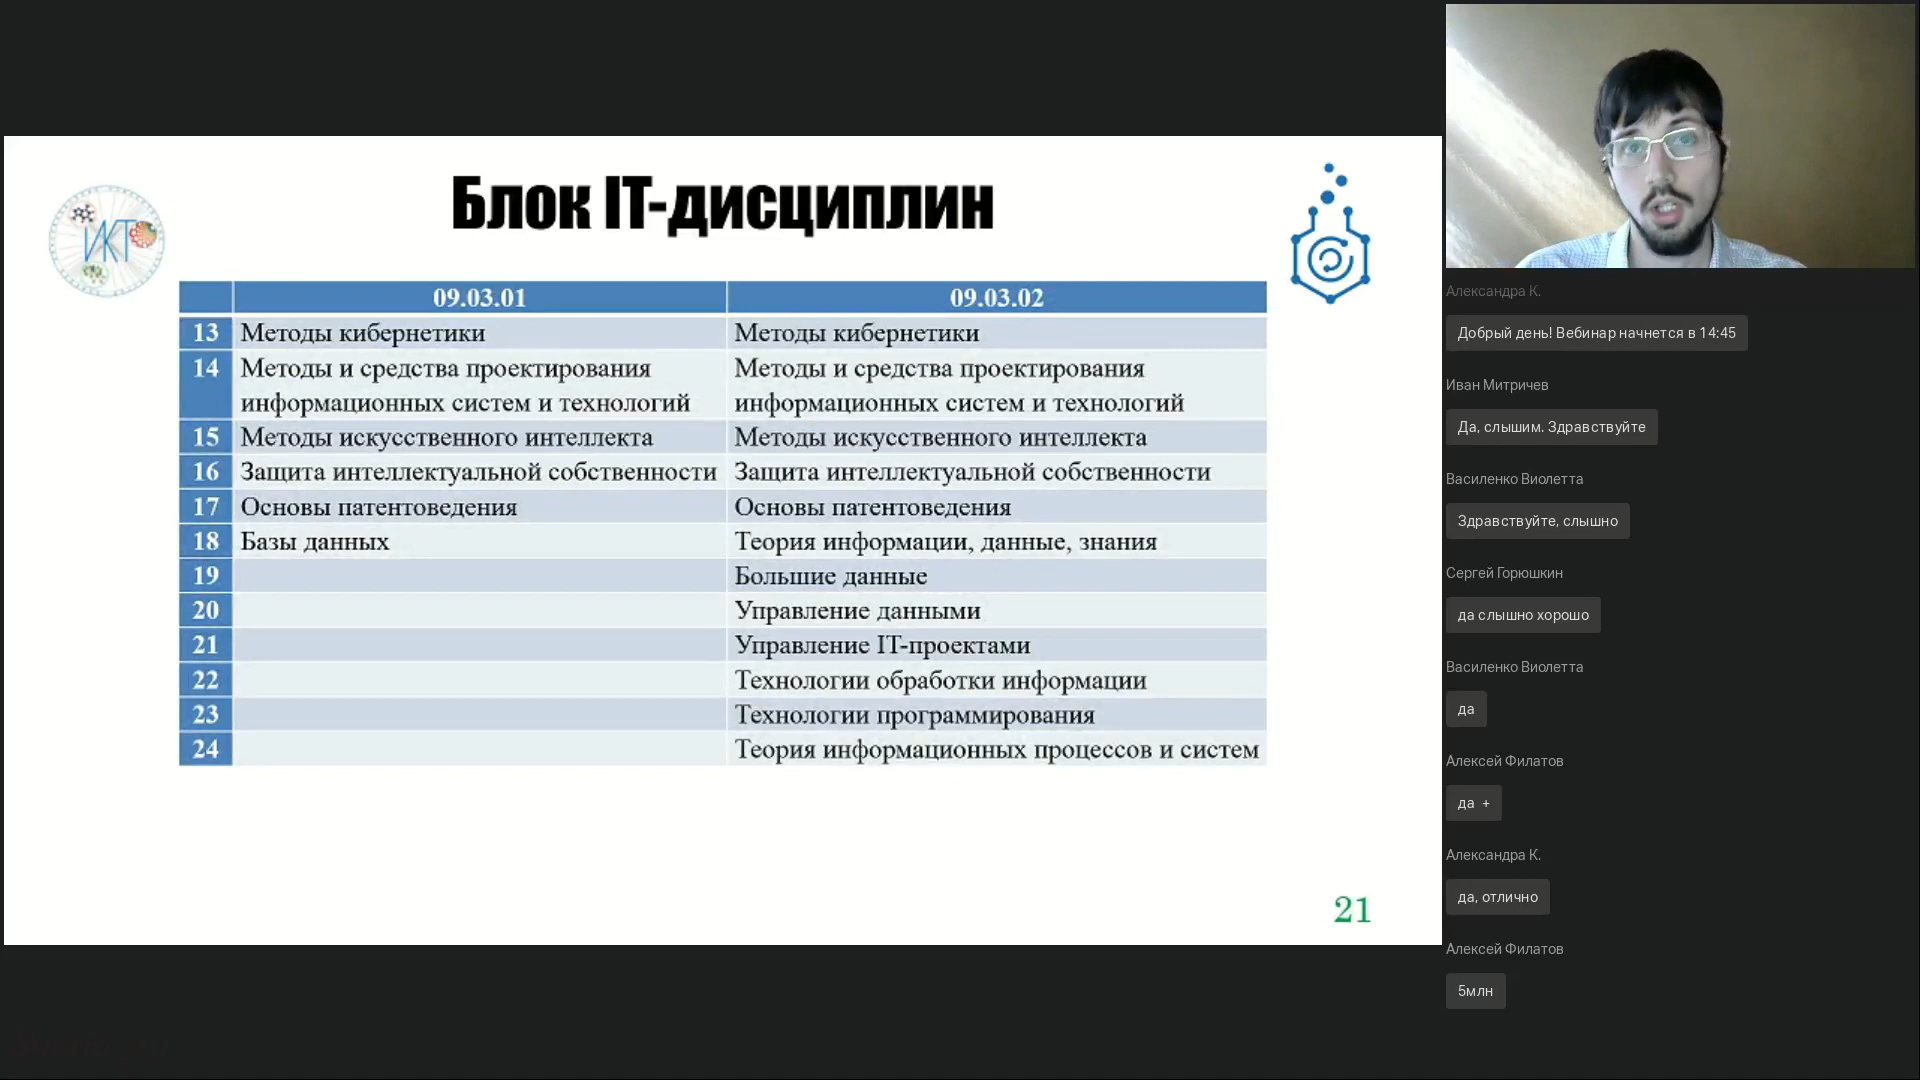 Блок IT-дисциплин
ИКТ
09.03.01 09.03.02
13 Методы кибернетики Методы кибернетики
14 Методы и средства проектирования Методы и средства проектирования
информационных систем и технологий информационных систем и технологий
15 Методы искусственного интеллекта Методы искусственного интеллекта
16 Защита интеллектуальной собственности Защита интеллектуальной собственности
17 Основы патентоведения Основы патентоведения
18 Базы данных Теория информации, данные, знания
19 Большие данные
20 Управление данными
21 Управление IT-проектами
22 Технологии обработки информации
23 Технологии программирования
24 Теория информационных процессов и систем
21
Александра К.
Добрый день! Вебинар начнется в 14:45
Иван Митричев
Да, слышим. Здравствуйте
Василенко Виолетта
Здравствуйте, слышно
Сергей Горюшкин
да слышно хорошо
Василенко Виолетта
да
Алексей Филатов
да +
Александра К.
да, отлично
Алексей Филатов
5млн